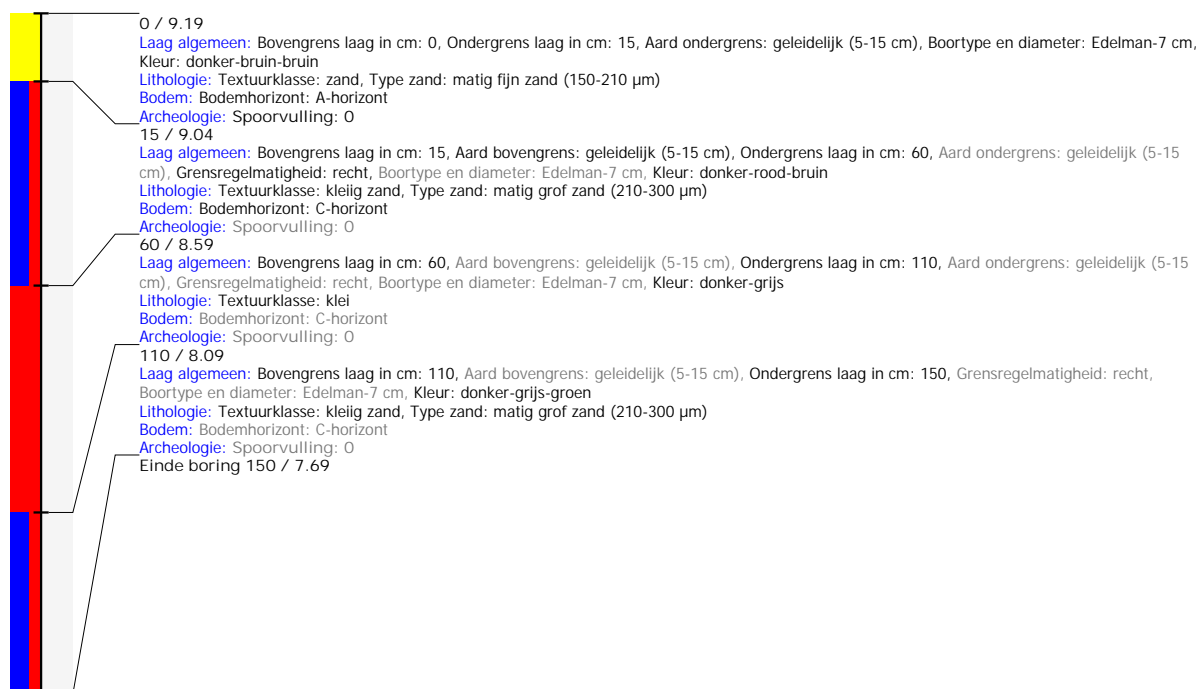 0 / 9.19
Laag algemeen: Bovengrens laag in cm: 0, Ondergrens laag in cm: 15, Aard ondergrens: geleidelijk (5-15 cm), Boortype en diameter: Edelman-7 cm,
Kleur: donker-bruin-bruin
Lithologie: Textuurklasse: zand, Type zand: matig fijn zand (150-210 µm)
Bodem: Bodemhorizont: A-horizont
Archeologie: Spoorvulling: 0
15 / 9.04
Laag algemeen: Bovengrens laag in cm: 15, Aard bovengrens: geleidelijk (5-15 cm), Ondergrens laag in cm: 60, Aard ondergrens: geleidelijk (5-15
cm), Grensregelmatigheid: recht, Boortype en diameter: Edelman-7 cm, Kleur: donker-rood-bruin
Lithologie: Textuurklasse: kleiig zand, Type zand: matig grof zand (210-300 µm)
Bodem: Bodemhorizont: C-horizont
Archeologie: Spoorvulling: 0
60 / 8.59
Laag algemeen: Bovengrens laag in cm: 60, Aard bovengrens: geleidelijk (5-15 cm), Ondergrens laag in cm: 110, Aard ondergrens: geleidelijk (5-15
cm), Grensregelmatigheid: recht, Boortype en diameter: Edelman-7 cm, Kleur: donker-grijs
Lithologie: Textuurklasse: klei
Bodem: Bodemhorizont: C-horizont
Archeologie: Spoorvulling: 0
110 / 8.09
Laag algemeen: Bovengrens laag in cm: 110, Aard bovengrens: geleidelijk (5-15 cm), Ondergrens laag in cm: 150, Grensregelmatigheid: recht,
Boortype en diameter: Edelman-7 cm, Kleur: donker-grijs-groen
Lithologie: Textuurklasse: kleiig zand, Type zand: matig grof zand (210-300 µm)
Bodem: Bodemhorizont: C-horizont
Archeologie: Spoorvulling: 0
Einde boring 150 / 7.69